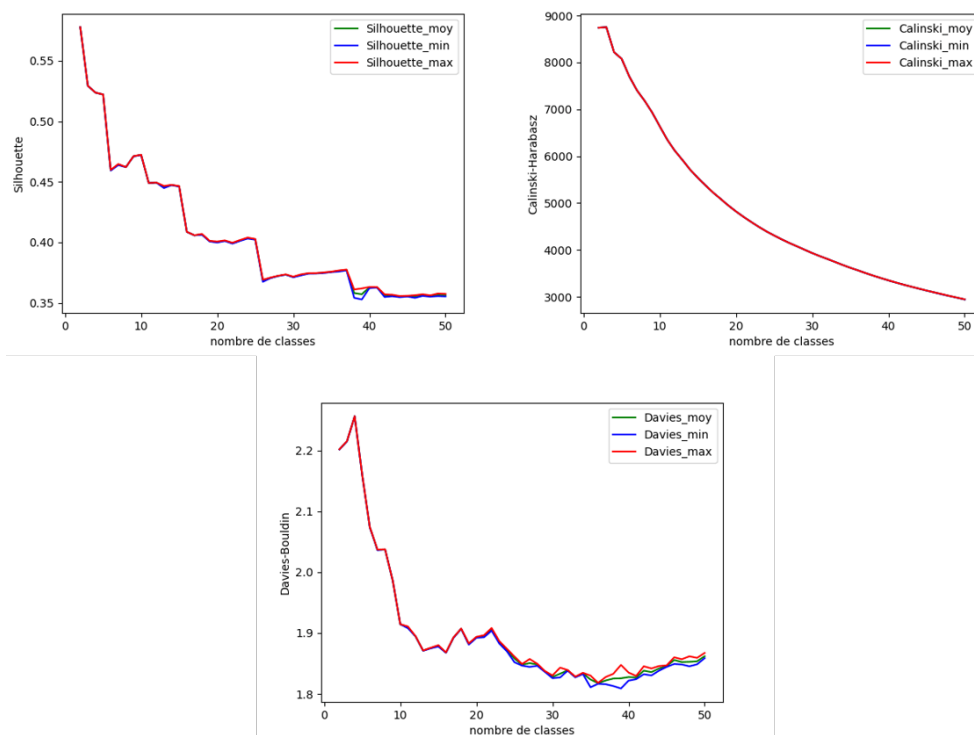 Silhouette_moy
Silhouette_min
Silhouette_max
0.55
0.50
0.45
0.40
0.35
Silhouette
0
10
20
30
40
50
nombre de classes
Calinski_moy
Calinski_min
Calinski_max
9000
8000
7000
6000
5000
4000
3000
Calinski-Harabasz
0
10
20
30
40
50
nombre de classes
Davies_moy
Davies_min
Davies_max
2.2
2.1
2.0
1.9
1.8
Davies-Bouldin
0
10
20
30
40
50
nombre de classes